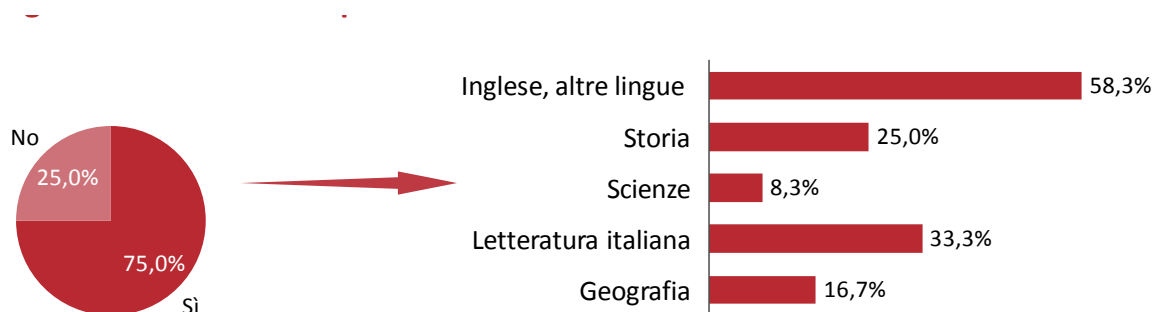 No
25,0%
75,0%
Sì
Inglese, altre lingue 58,3%
Storia 25,0%
Scienze 8,3%
Letteratura italiana 33,3%
Geografia 16,7%